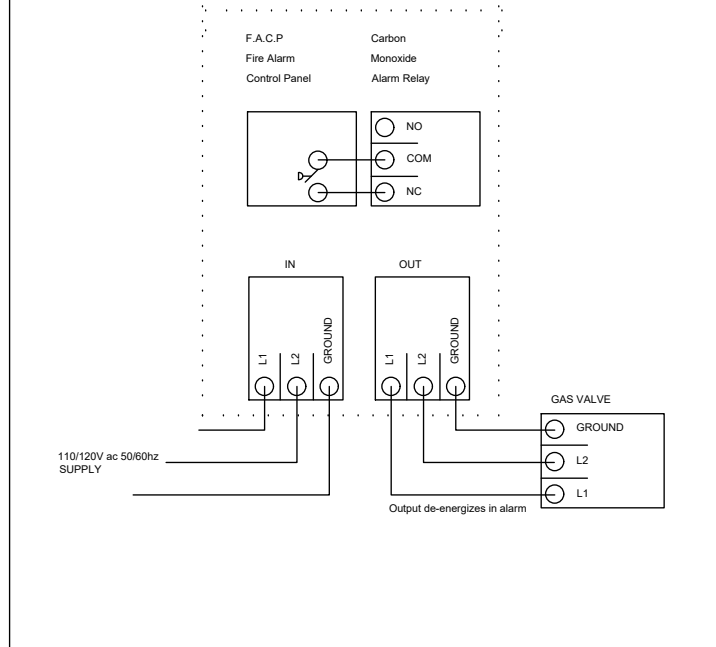 F.A.C.P
Fire Alarm
Control Panel
Carbon
Monoxide
Alarm Relay
NO
COM
NC
IN
OUT
L1
L2
GROUND
L1
L2
GROUND
GAS VALVE
GROUND
L2
L1
110/120V ac 50/60hz
SUPPLY
Output de-energizes in alarm